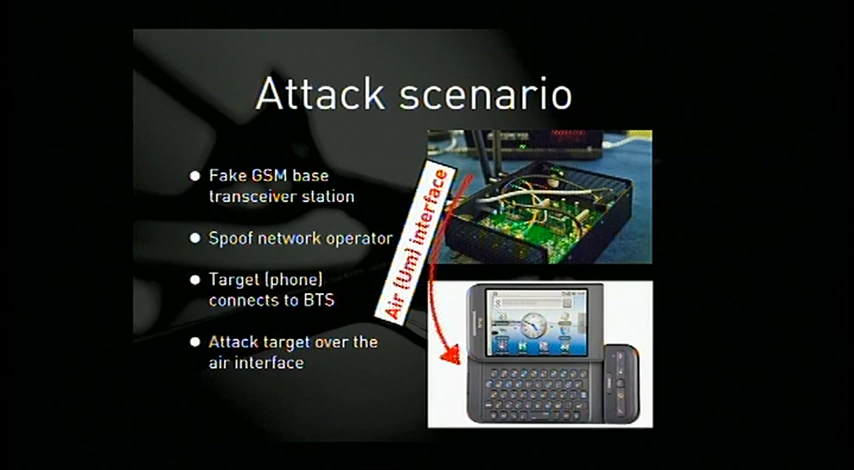 Attack scenario
Fake GSM base
transceiver station
Spoof network operator
Target (phone)
connects to BTS
Attack target over the
air interface
Air (Um) interface